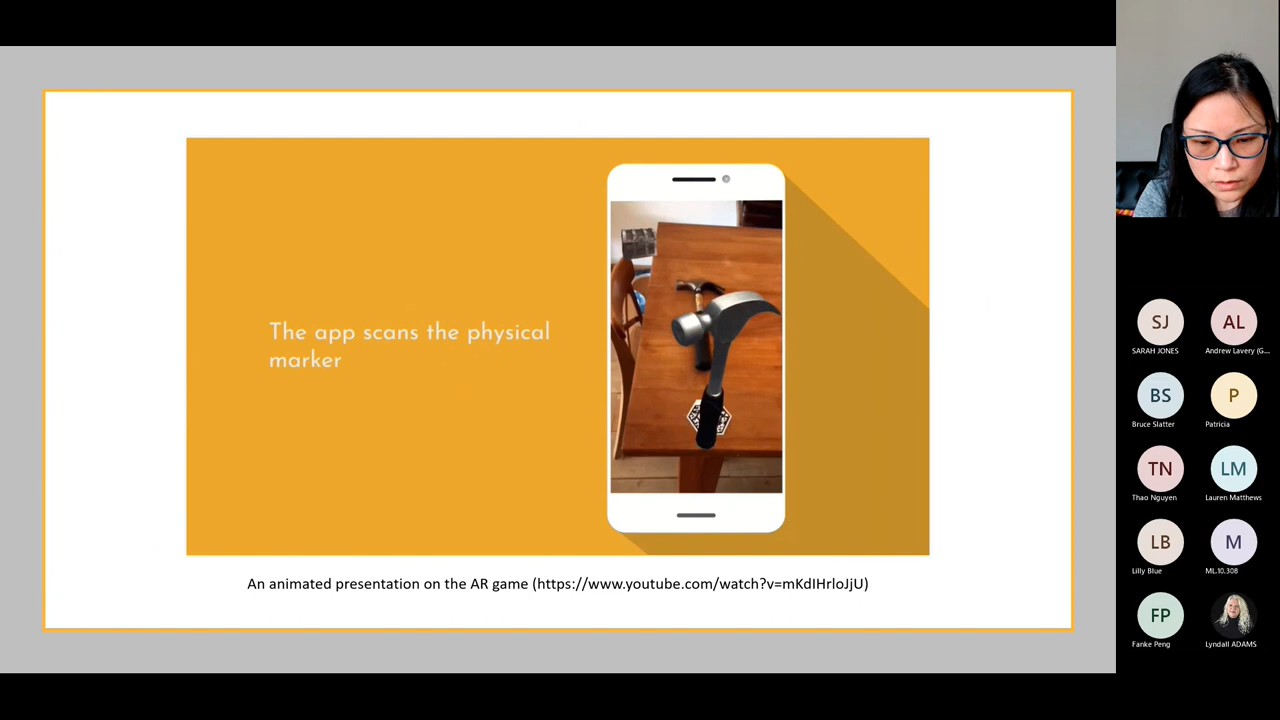 The app scans the physical
marker
An animated presentation on the AR game (https://www.youtube.com/watch?v=mKdIHrloJjU)
SJ
AL
SARAH JONES
Andrew Lavery (G...
BS
P
Bruce Slatter
Patricia
TN
LM
Thao Nguyen
Lauren Matthews
LB
M
Lilly Blue
ML.10.308
FP
Fanke Peng
Lyndall ADAMS